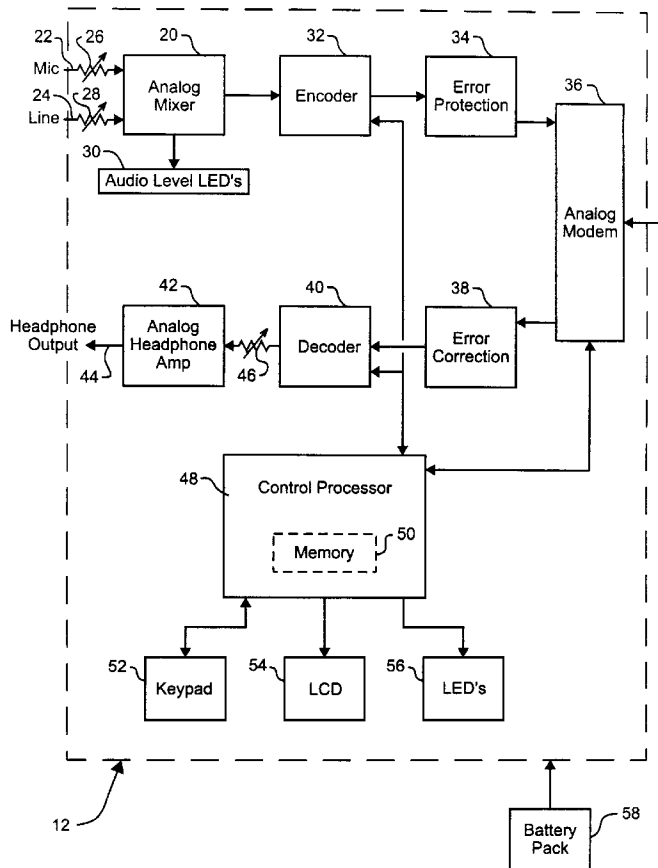 22
26
20
32
34
36
Mic
Analog
Mixer
Encoder
Error
Protection
24
28
Line
30
Audio Level LED's
Analog
Modem
42
40
38
Headphone
Output
Analog
Headphone
Amp
Decoder
Error
Correction
44
46
48
Control Processor
Memory
50
52
Keypad
54
LCD
56
LED's
12
Battery
Pack
58